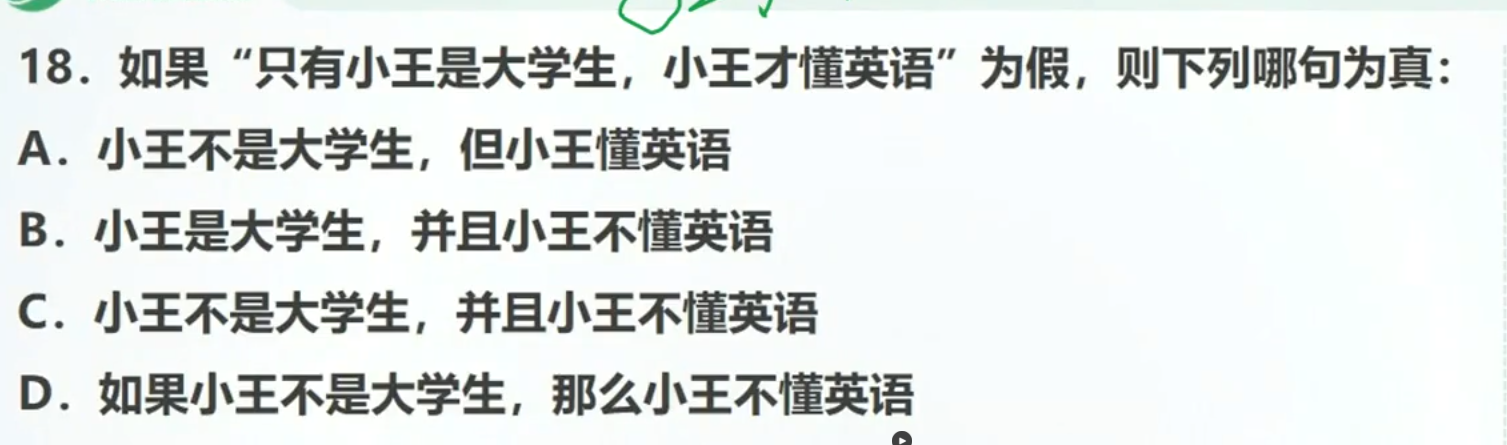 18. 如果“只有小王是大学生，小王才懂英语”为假，则下列哪句为真：
A. 小王不是大学生，但小王懂英语
B. 小王是大学生，并且小王不懂英语
C. 小王不是大学生，并且小王不懂英语
D. 如果小王不是大学生，那么小王不懂英语